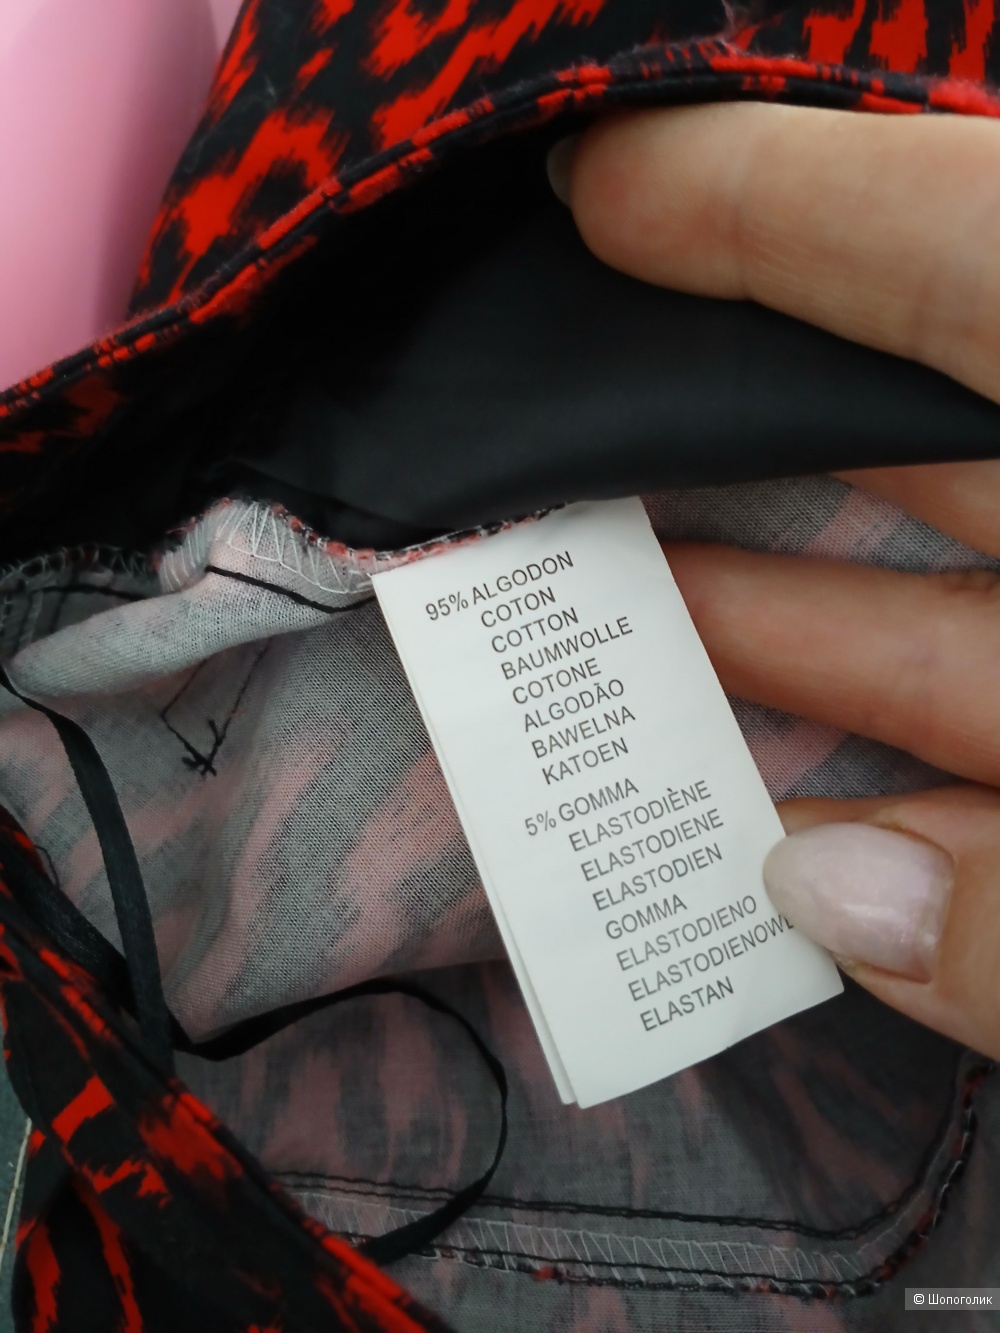 95% ALGODON
COTON
COTTON
BAUMWOLLE
COTONE
ALGODÃO
BAWELNA
KATOEN
5% GOMMA
ELASTODIÈNE
ELASTODIENE
ELASTODIEN
GOMMA
ELASTODIENO
ELASTODIENOWE
ELASTAN
© Шопоголик